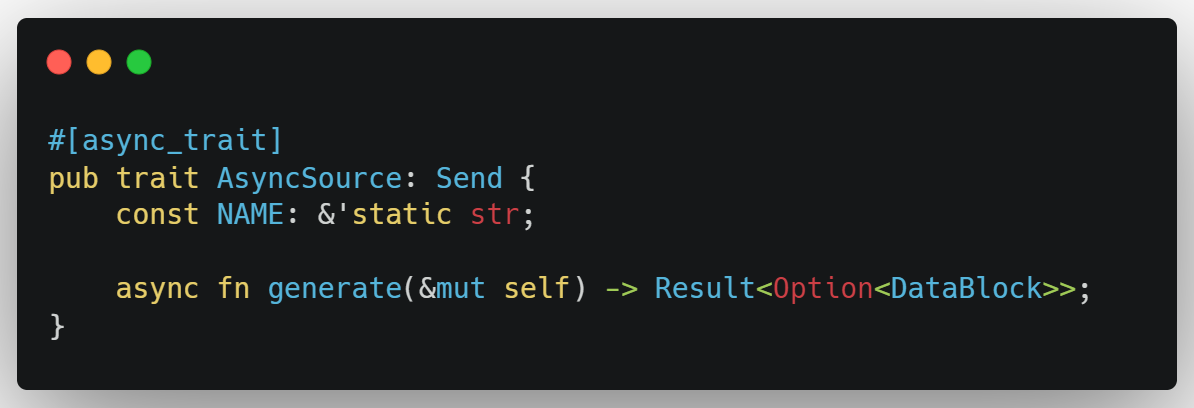 #[async_trait]
pub trait AsyncSource: Send {
    const NAME: &'static str;

    async fn generate(&mut self) -> Result<Option<DataBlock>>;
}